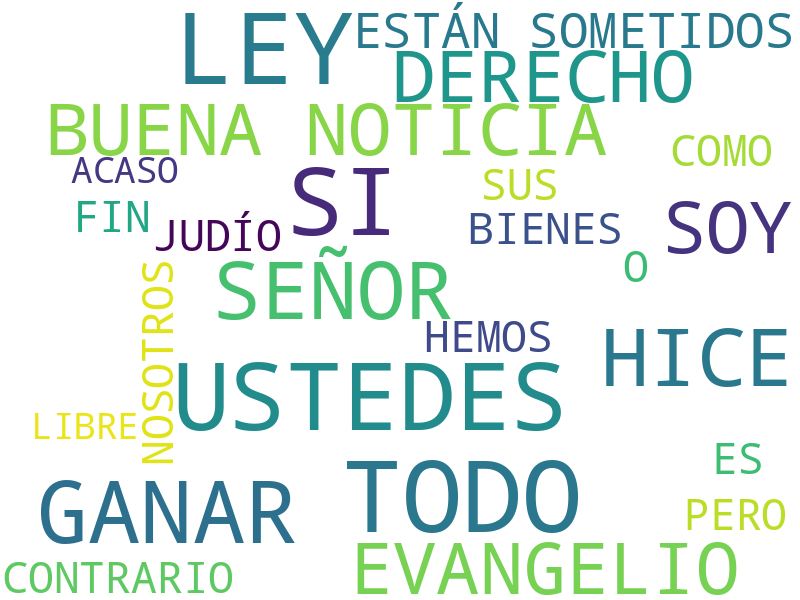 LEY
ESTÁN SOMETIDOS
DERECHO
BUENA NOTICIA
COMO
ACASO
SI
SUS
FIN
JUDÍO
BIENES
SOY
SEÑOR
O
NOSOTROS
HEMOS
HICE
USTEDES
LIBRE
ES
GANAR
TODO
PERO
CONTRARIO
EVANGELIO